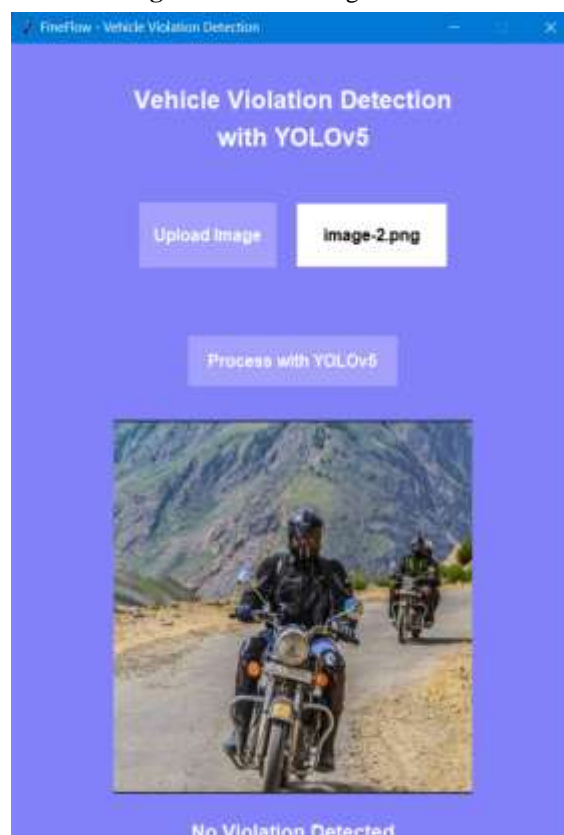 FineFlow - Vehicle Violation Detection
Vehicle Violation Detection
with YOLOv5
Upload Image
image-2.png
Process with YOLOv5
No Violation Detected